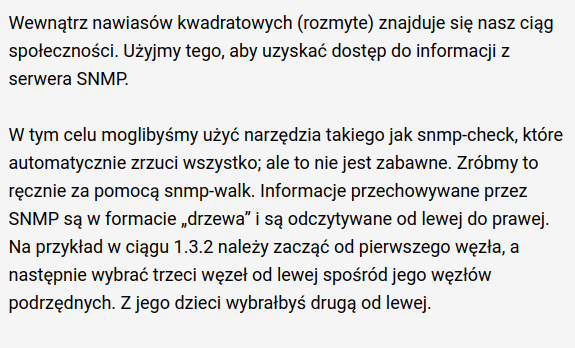 Wewnątrz nawiasów kwadratowych (rozmyte) znajduje się nasz ciąg
społeczności. Użyjmy tego, aby uzyskać dostęp do informacji z
serwera SNMP.
W tym celu moglibyśmy użyć narzędzia takiego jak snmp-check, które
automatycznie zrzuci wszystko; ale to nie jest zabawne. Zróbmy to
ręcznie za pomocą snmp-walk. Informacje przechowywane przez
SNMP są w formacie „drzewa” i są odczytywane od lewej do prawej.
Na przykład w ciągu 1.3.2 należy zacząć od pierwszego węzła, a
następnie wybrać trzeci węzeł od lewej spośród jego węzłów
podrzędnych. Z jego dzieci wybrałbyś drugą od lewej.